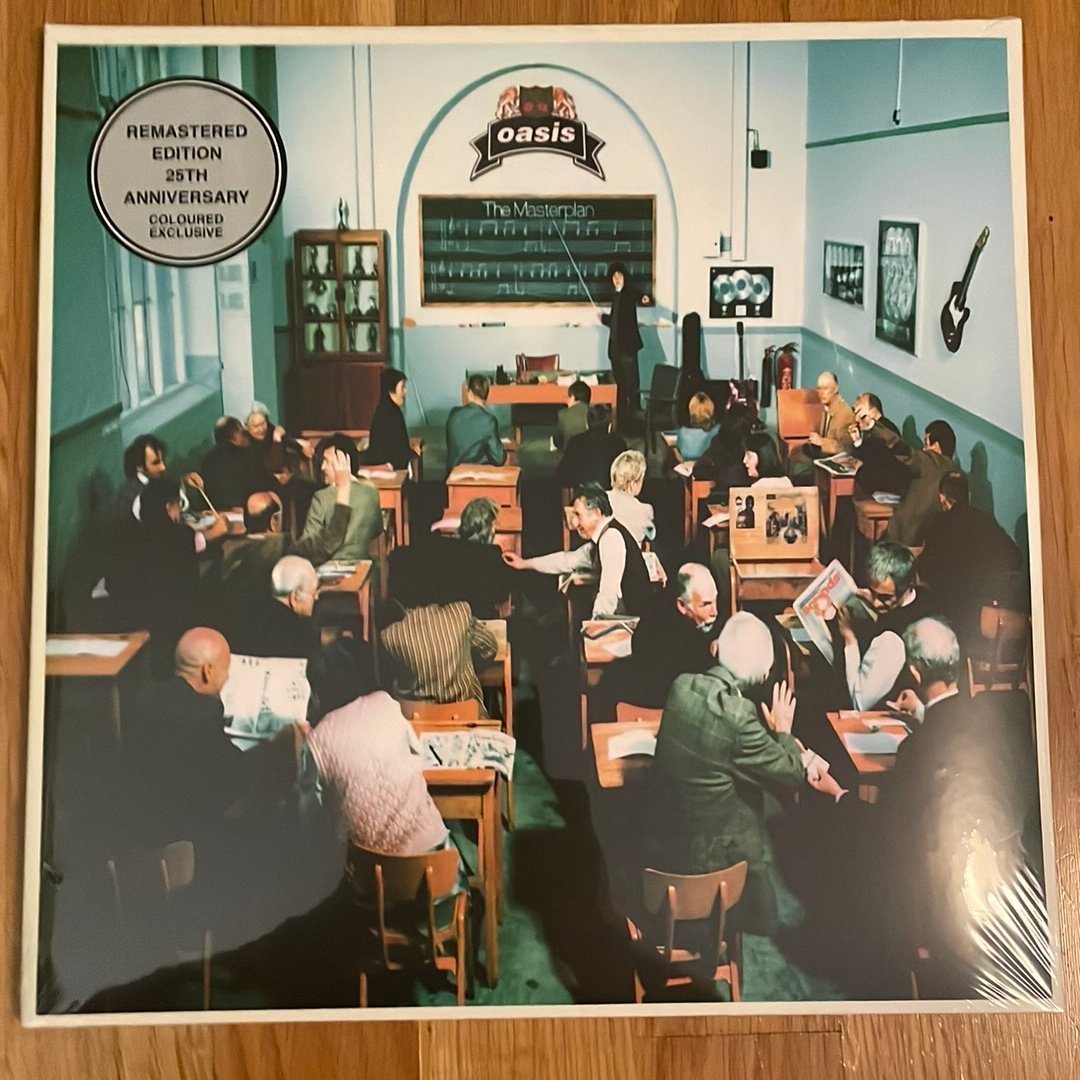 REMASTERED
EDITION
25TH
ANNIVERSARY
COLOURED
EXCLUSIVE
oasis
The Masterplan